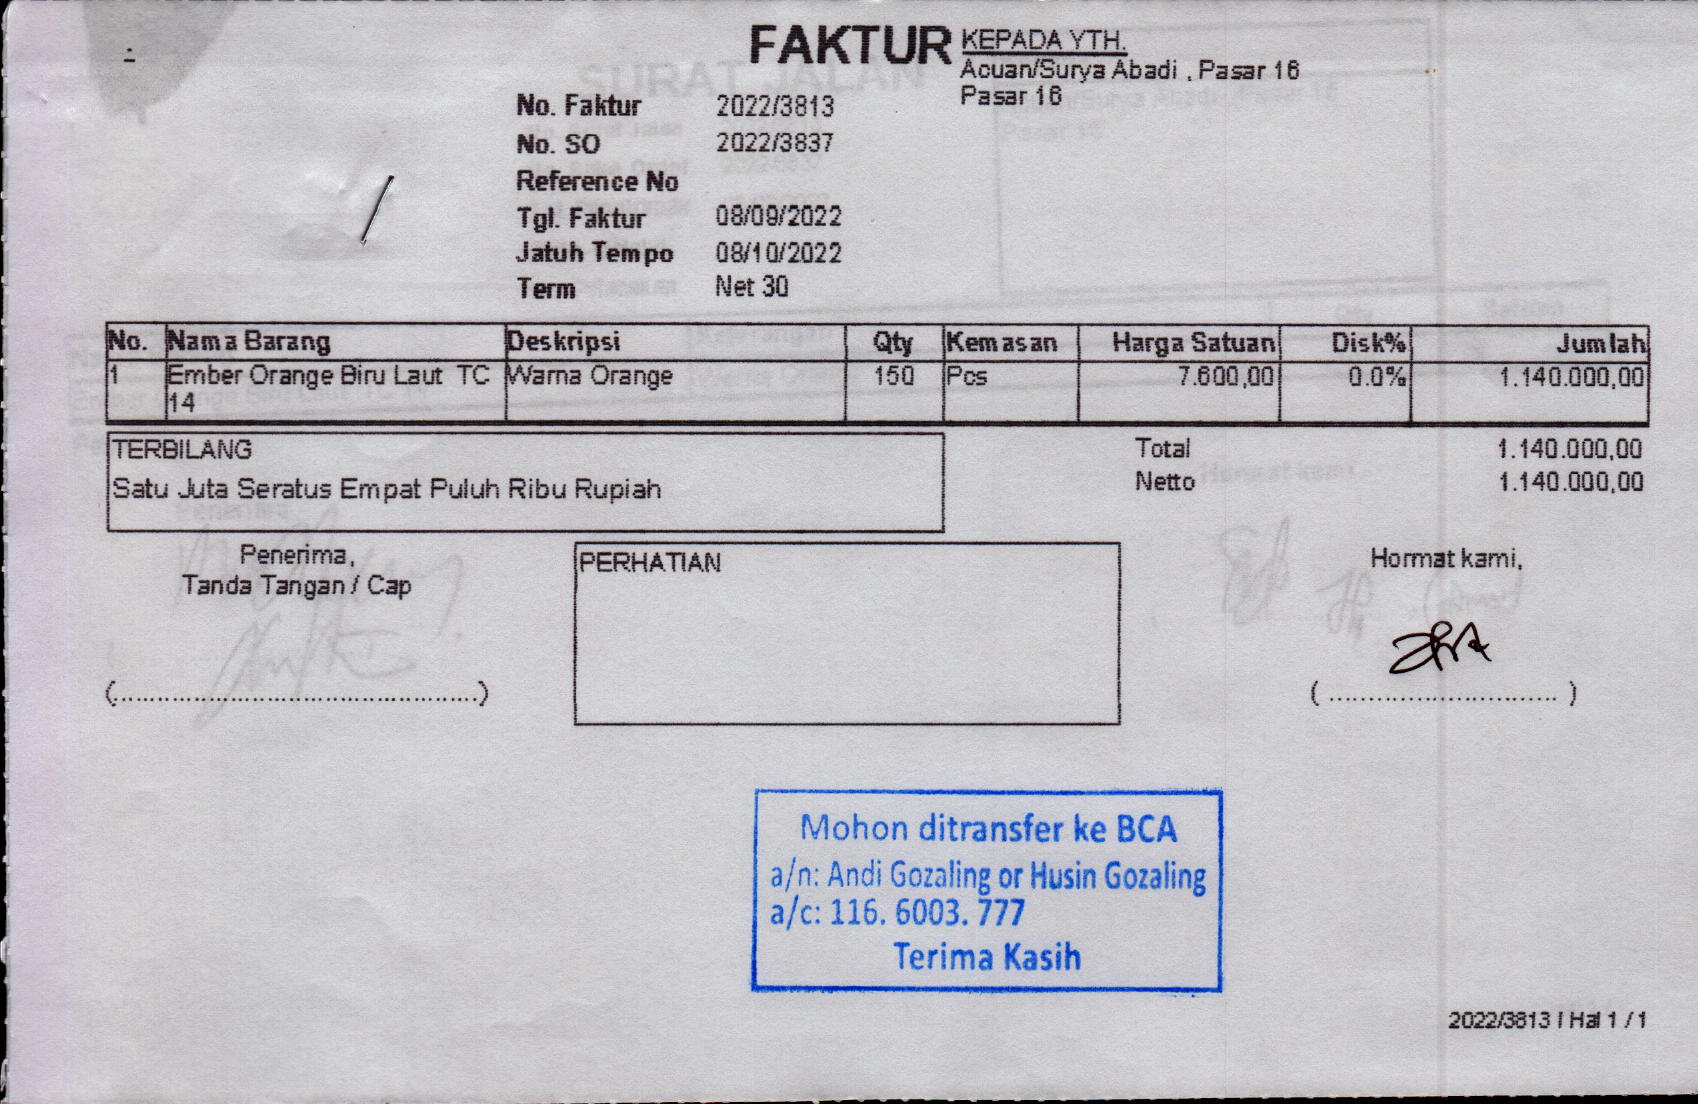 FAKTUR
KEPADA YTH.
Acuan/Surya Abadi , Pasar 16
Pasar 16
No. Faktur 2022/3813
No. SO 2022/3837
Reference No
Tgl. Faktur 08/09/2022
Jatuh Tempo 08/10/2022
Term Net 30
No. Nama Barang Deskripsi Qty Kemasan Harga Satuan Disk% Jumlah
1 Ember Orange Biru Laut TC Warna Orange 150 Pcs 7.600,00 0.0% 1.140.000,00
14
TERBILANG
Satu Juta Seratus Empat Puluh Ribu Rupiah
Total 1.140.000,00
Netto 1.140.000,00
Penerima,
Tanda Tangan / Cap
PERHATIAN
Hormat kami,
(..................................................)
( ............................ )
Mohon ditransfer ke BCA
a/n: Andi Gozaling or Husin Gozaling
a/c: 116. 6003. 777
Terima Kasih
2022/3813 / Hal 1 / 1